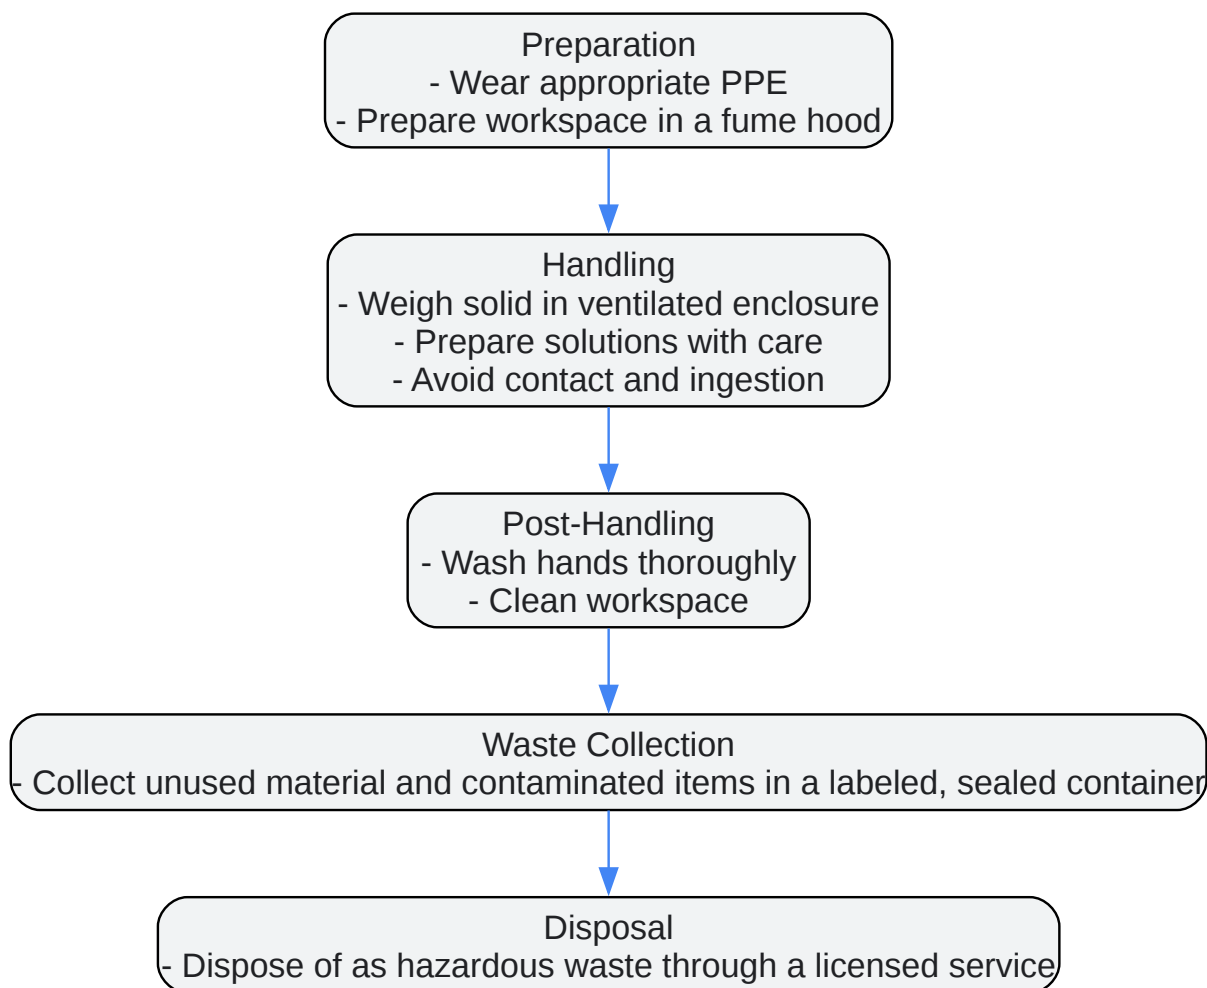 Preparation
- Wear appropriate PPE
- Prepare workspace in a fume hood
Handling
- Weigh solid in ventilated enclosure
- Prepare solutions with care
- Avoid contact and ingestion
Post-Handling
- Wash hands thoroughly
- Clean workspace
Waste Collection
- Collect unused material and contaminated items in a labeled, sealed container
Disposal
- Dispose of as hazardous waste through a licensed service